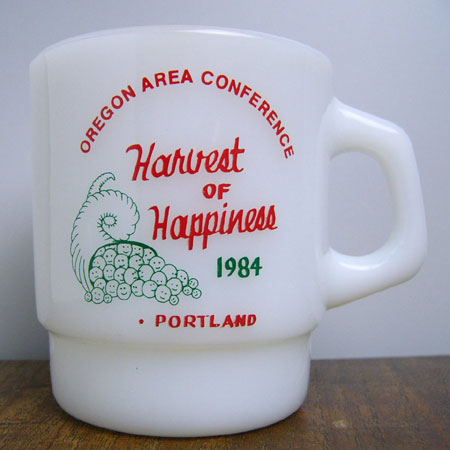 OREGON AREA CONFERENCE
Harvest
OF
Happiness
1984
• PORTLAND